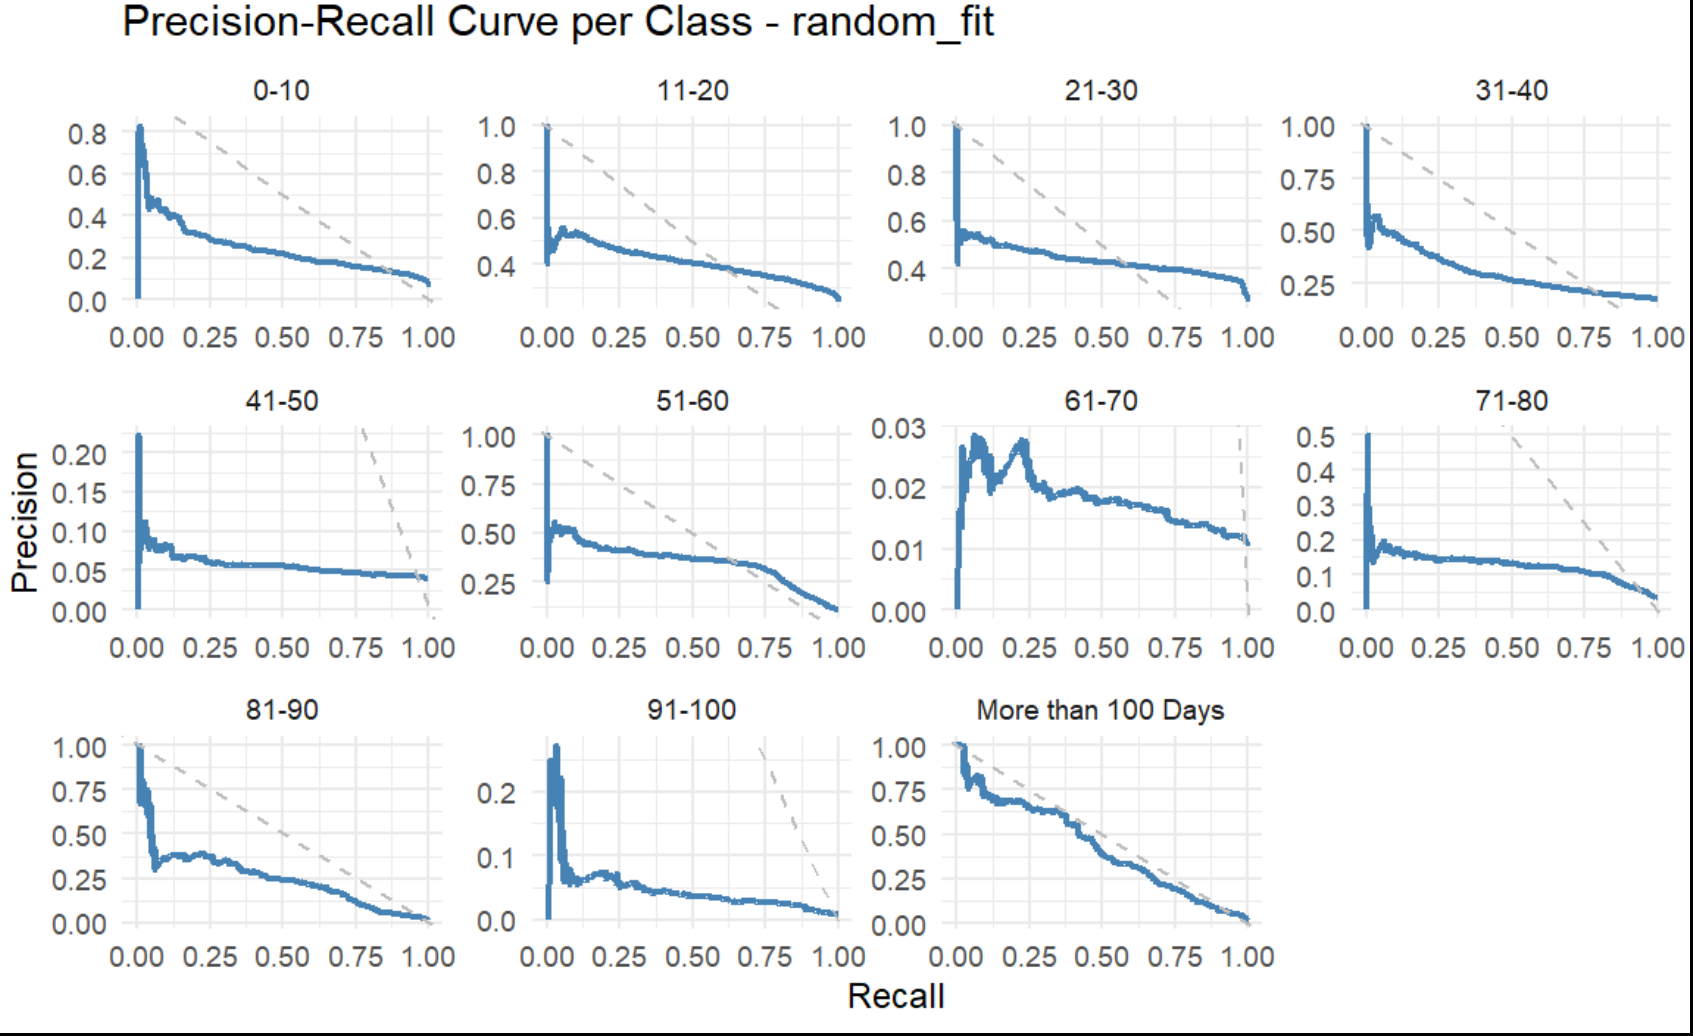 Precision-Recall Curve per Class - random_fit
0-10 11-20 21-30 31-40
0.8 0.6 0.4 0.2 0.0
1.0 0.8 0.6 0.4
1.0 0.8 0.6 0.4
1.00 0.75 0.50 0.25
0.00 0.25 0.50 0.75 1.00 0.00 0.25 0.50 0.75 1.00 0.00 0.25 0.50 0.75 1.00 0.00 0.25 0.50 0.75 1.00
41-50 51-60 61-70 71-80
Precision
0.20 0.15 0.10 0.05 0.00
1.00 0.75 0.50 0.25
0.03 0.02 0.01 0.00
0.5 0.4 0.3 0.2 0.1 0.0
0.00 0.25 0.50 0.75 1.00 0.00 0.25 0.50 0.75 1.00 0.00 0.25 0.50 0.75 1.00 0.00 0.25 0.50 0.75 1.00
81-90 91-100 More than 100 Days
1.00 0.75 0.50 0.25 0.00
0.2 0.1 0.0
1.00 0.75 0.50 0.25 0.00
0.00 0.25 0.50 0.75 1.00 0.00 0.25 0.50 0.75 1.00 0.00 0.25 0.50 0.75 1.00
Recall